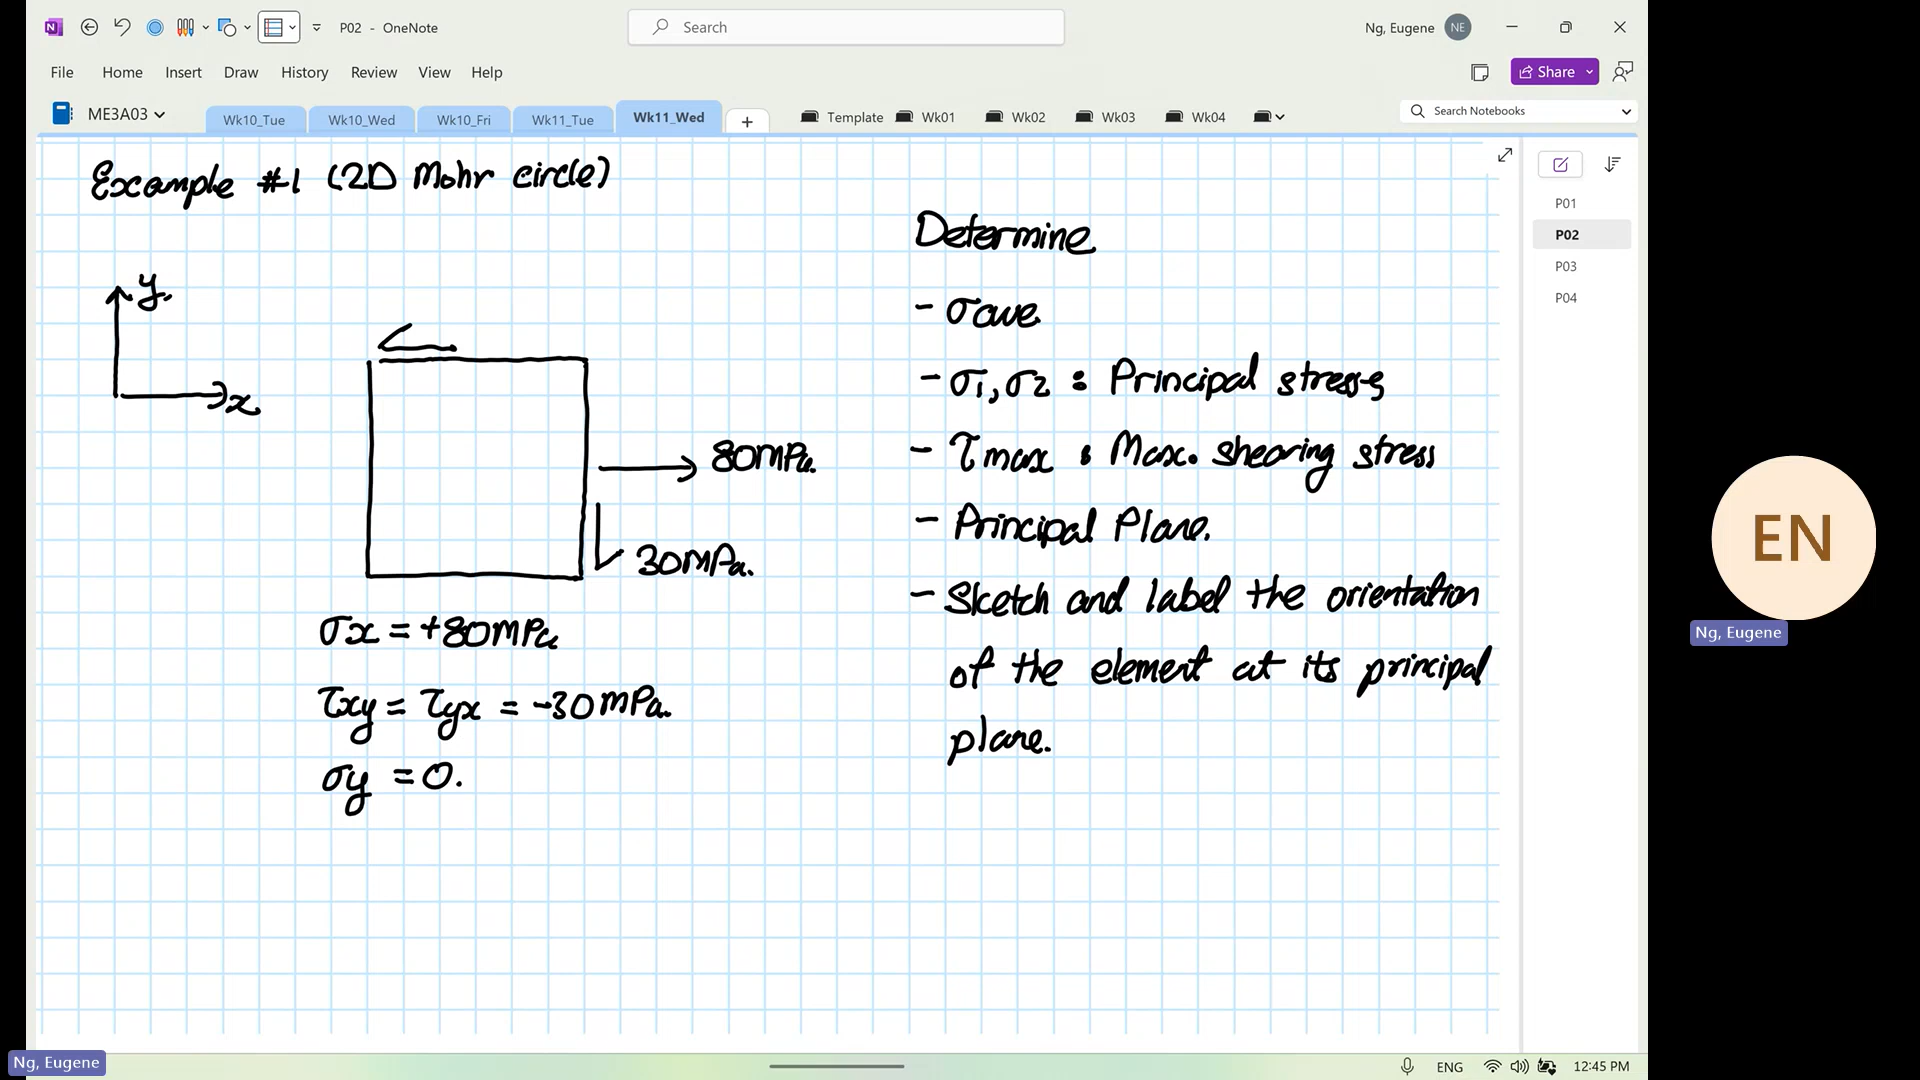 P02 - OneNote
Search
Ng, Eugene
NE
File
Home
Insert
Draw
History
Review
View
Help
Share
ME3A03
Wk10_Tue
Wk10_Wed
Wk10_Fri
Wk11_Tue
Wk11_Wed
Template
Wk01
Wk02
Wk03
Wk04
Search Notebooks
Example #1 (2D Mohr circle)
y
x
80MPa.
30MPa.
σx = +80MPa
τxy = τyx = -30MPa.
σy = 0.
Determine
- σave
- σ1, σ2 : Principal stress
- τmax : Max. shearing stress
- Principal Plane.
- Sketch and label the orientation
of the element at its principal
plane.
P01
P02
P03
P04
EN
Ng, Eugene
Ng, Eugene
ENG
12:45 PM